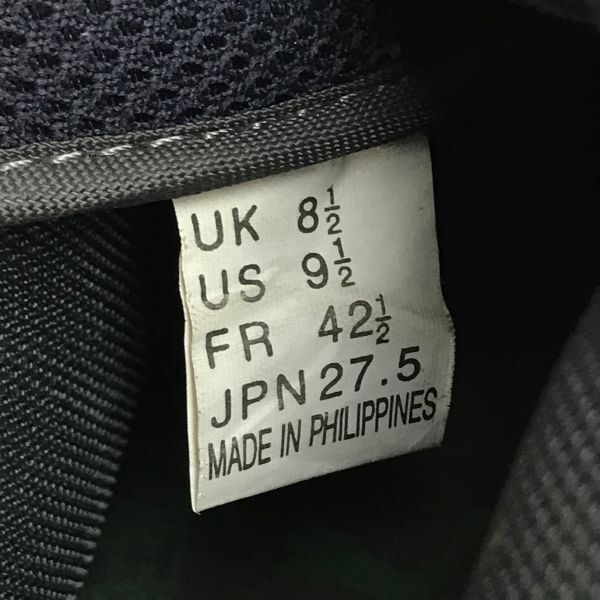 UK 8½
US 9½
FR 42½
JPN 27.5
MADE IN PHILIPPINES